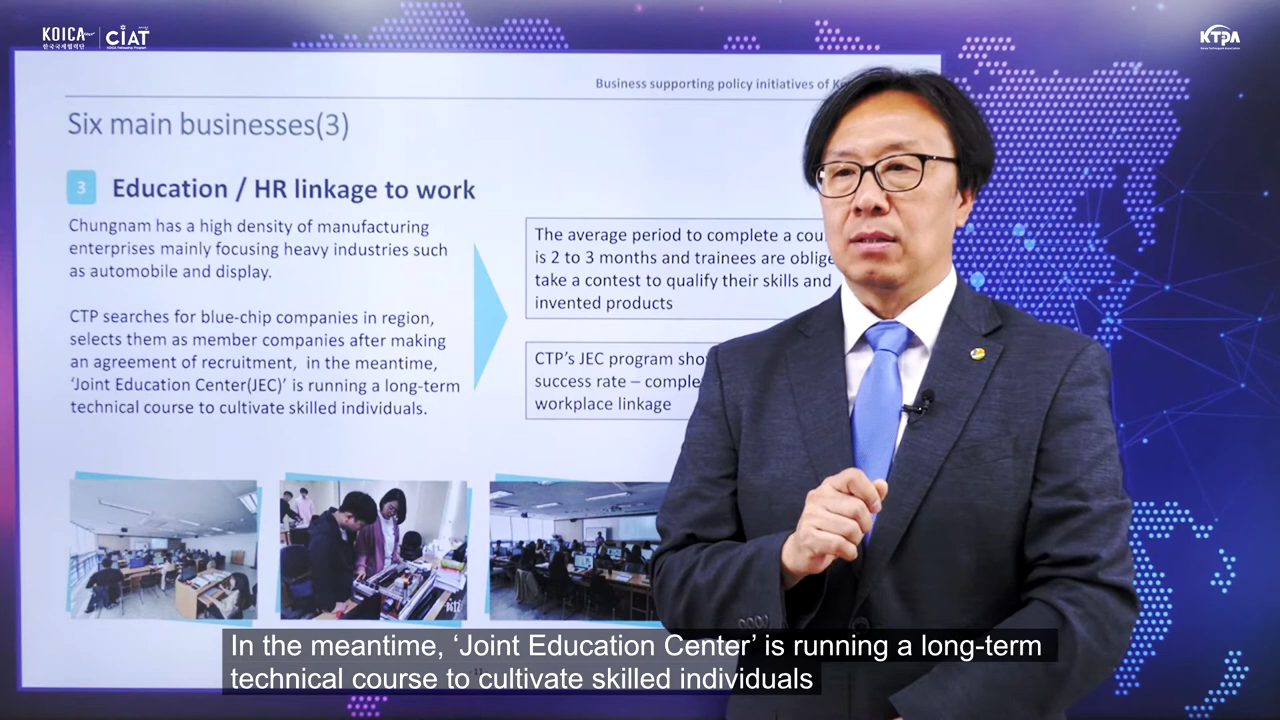 KOICA
한국국제협력단
CIAT
KOICA Fellowship Program
KTPA
Korea Technopark Association
Business supporting policy initiatives of
Six main businesses(3)
3
Education / HR linkage to work
Chungnam has a high density of manufacturing
enterprises mainly focusing heavy industries such
as automobile and display.
CTP searches for blue-chip companies in region,
selects them as member companies after making
an agreement of recruitment, in the meantime,
‘Joint Education Center(JEC)’ is running a long-term
technical course to cultivate skilled individuals.
The average period to complete a
is 2 to 3 months and trainees are
take a contest to qualify their skills and
invented products
CTP’s JEC program
success rate –
workplace linkage
In the meantime, ‘Joint Education Center’ is running a long-term
technical course to cultivate skilled individuals